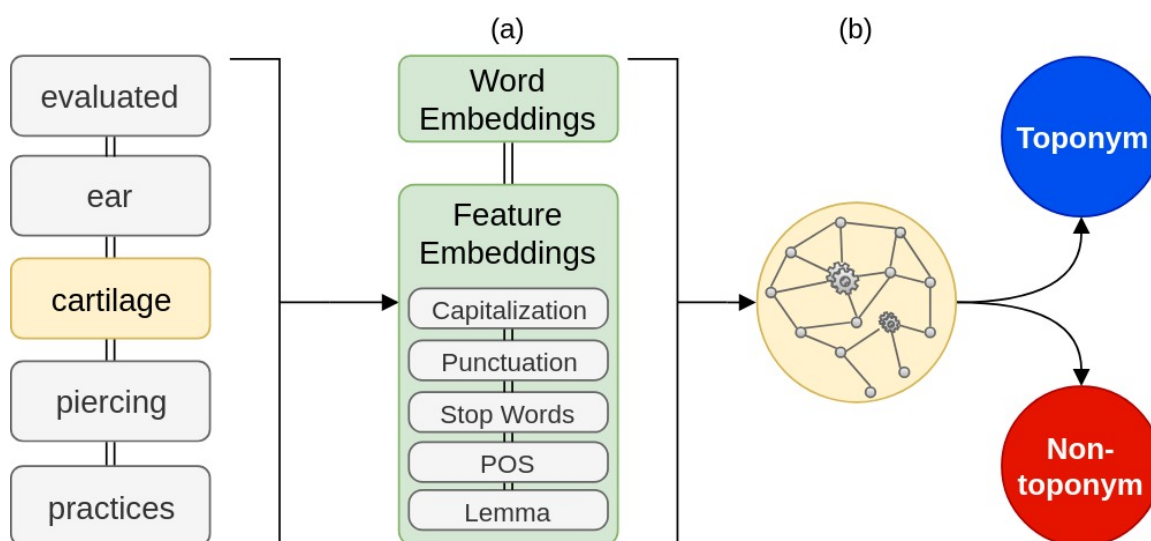 (a)
(b)
evaluated
ear
cartilage
piercing
practices
Word
Embeddings
Feature
Embeddings
Capitalization
Punctuation
Stop Words
POS
Lemma
Toponym
Non-
toponym